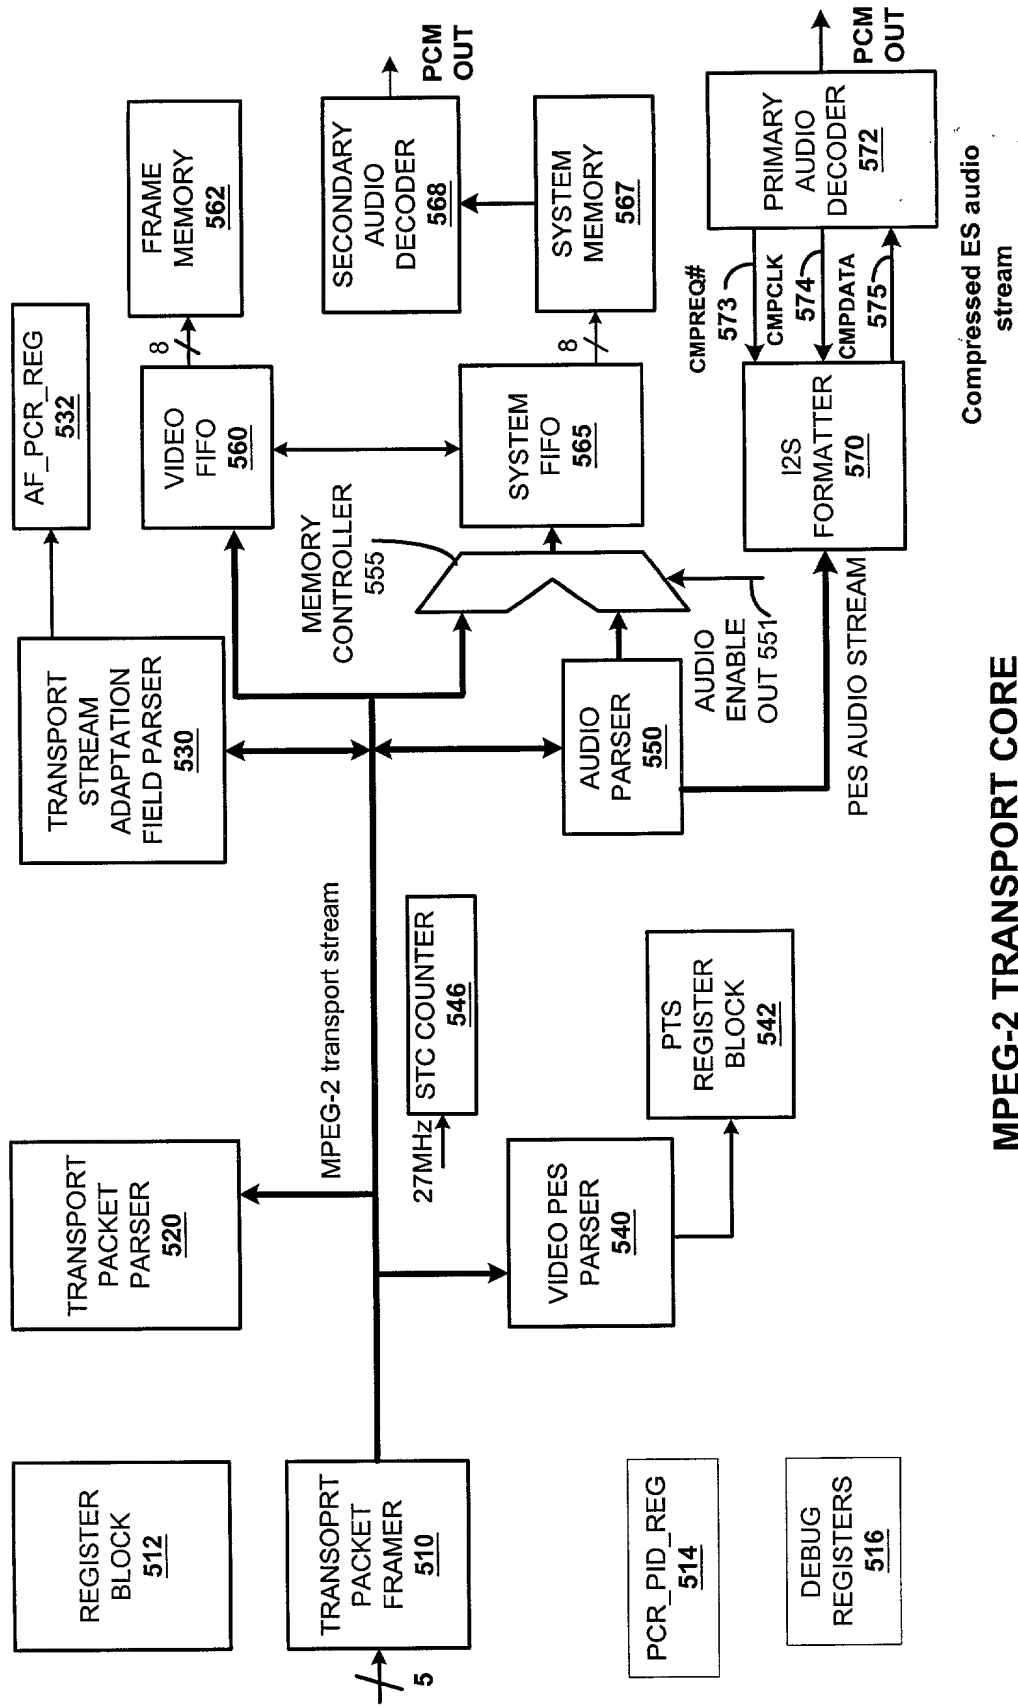 REGISTER
BLOCK
512
TRANSOPRT
PACKET
FRAMER
510
5
PCR_PID_REG
514
DEBUG
REGISTERS
516
TRANSPORT
PACKET
PARSER
520
MPEG-2 transport stream
27MHz
STC COUNTER
546
VIDEO PES
PARSER
540
PTS
REGISTER
BLOCK
542
TRANSPORT
STREAM
ADAPTATION
FIELD PARSER
530
AF_PCR_REG
532
AUDIO
PARSER
550
MEMORY
CONTROLLER
555
AUDIO
ENABLE
OUT 551
PES AUDIO STREAM
VIDEO
FIFO
560
8
FRAME
MEMORY
562
SYSTEM
FIFO
565
8
SYSTEM
MEMORY
567
SECONDARY
AUDIO
DECODER
568
PCM
OUT
I2S
FORMATTER
570
CMPREQ#
573
CMPCLK
574
CMPDATA
575
PRIMARY
AUDIO
DECODER
572
PCM
OUT
Compressed ES audio
stream
MPEG-2 TRANSPORT CORE